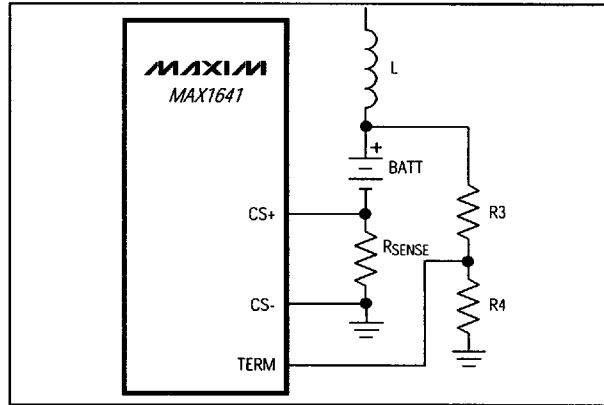 MAXIM
MAX1641
L
+
BATT
CS+
RSENSE
R3
CS-
R4
TERM